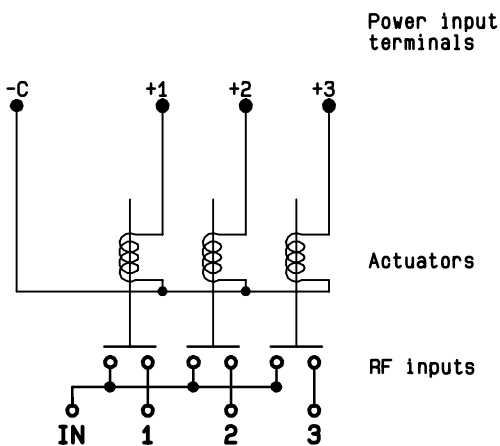 Power input
terminals
-C
+1
+2
+3
Actuators
RF inputs
IN
1
2
3